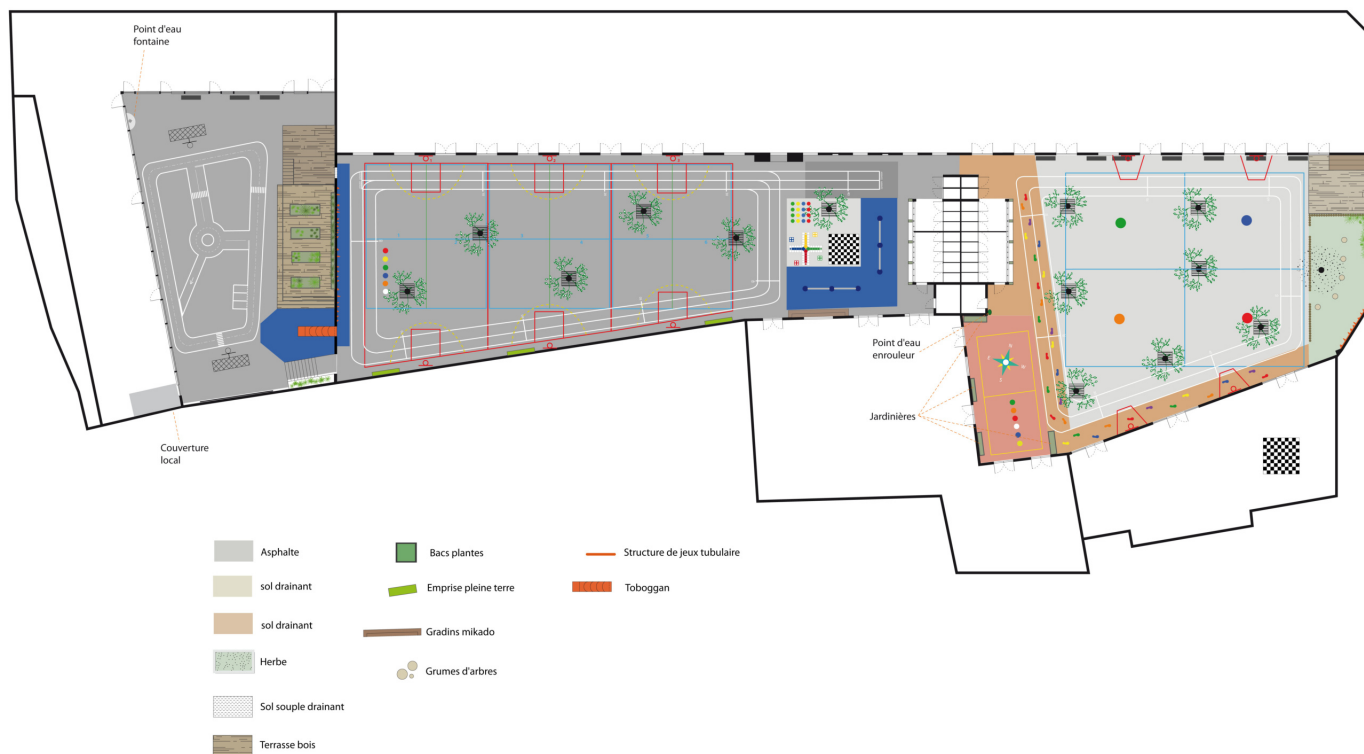 Point d'eau
fontaine
Point d'eau
enrouleur
Jardinières
Couverture
local
Asphalte
sol drainant
sol drainant
Herbe
Sol souple drainant
Terrasse bois
Bacs plantes
Emprise pleine terre
Gradins mikado
Grumes d'arbres
Structure de jeux tubulaire
Toboggan